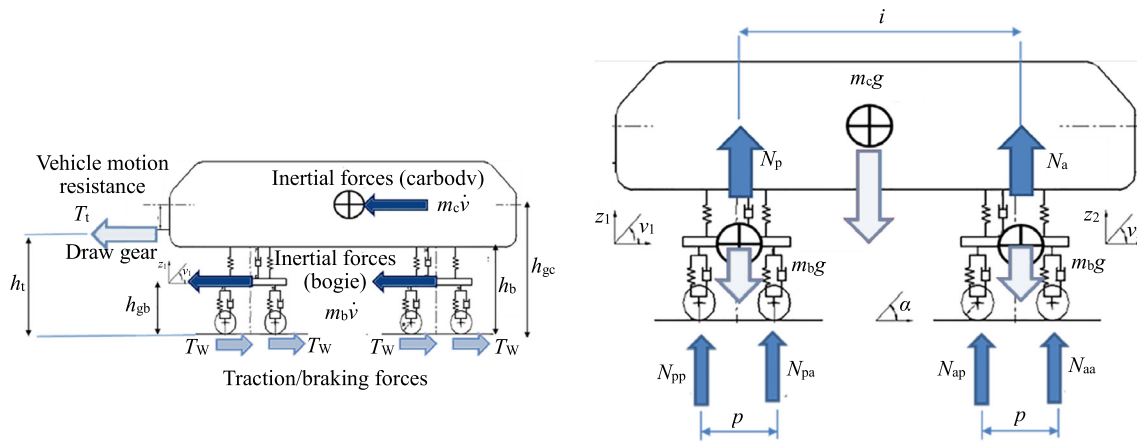 Vehicle motion
resistance
T_t
Draw gear
Inertial forces (carbodv)
m_c v̇
Inertial forces
(bogie)
m_b v̇
z_1
v_1
h_t
h_gb
h_b
h_gc
T_W
T_W
T_W
T_W
Traction/braking forces
i
m_c g
N_p
N_a
z_1
v_1
z_2
m_b g
m_b g
α
N_pp
N_pa
N_ap
N_aa
p
p